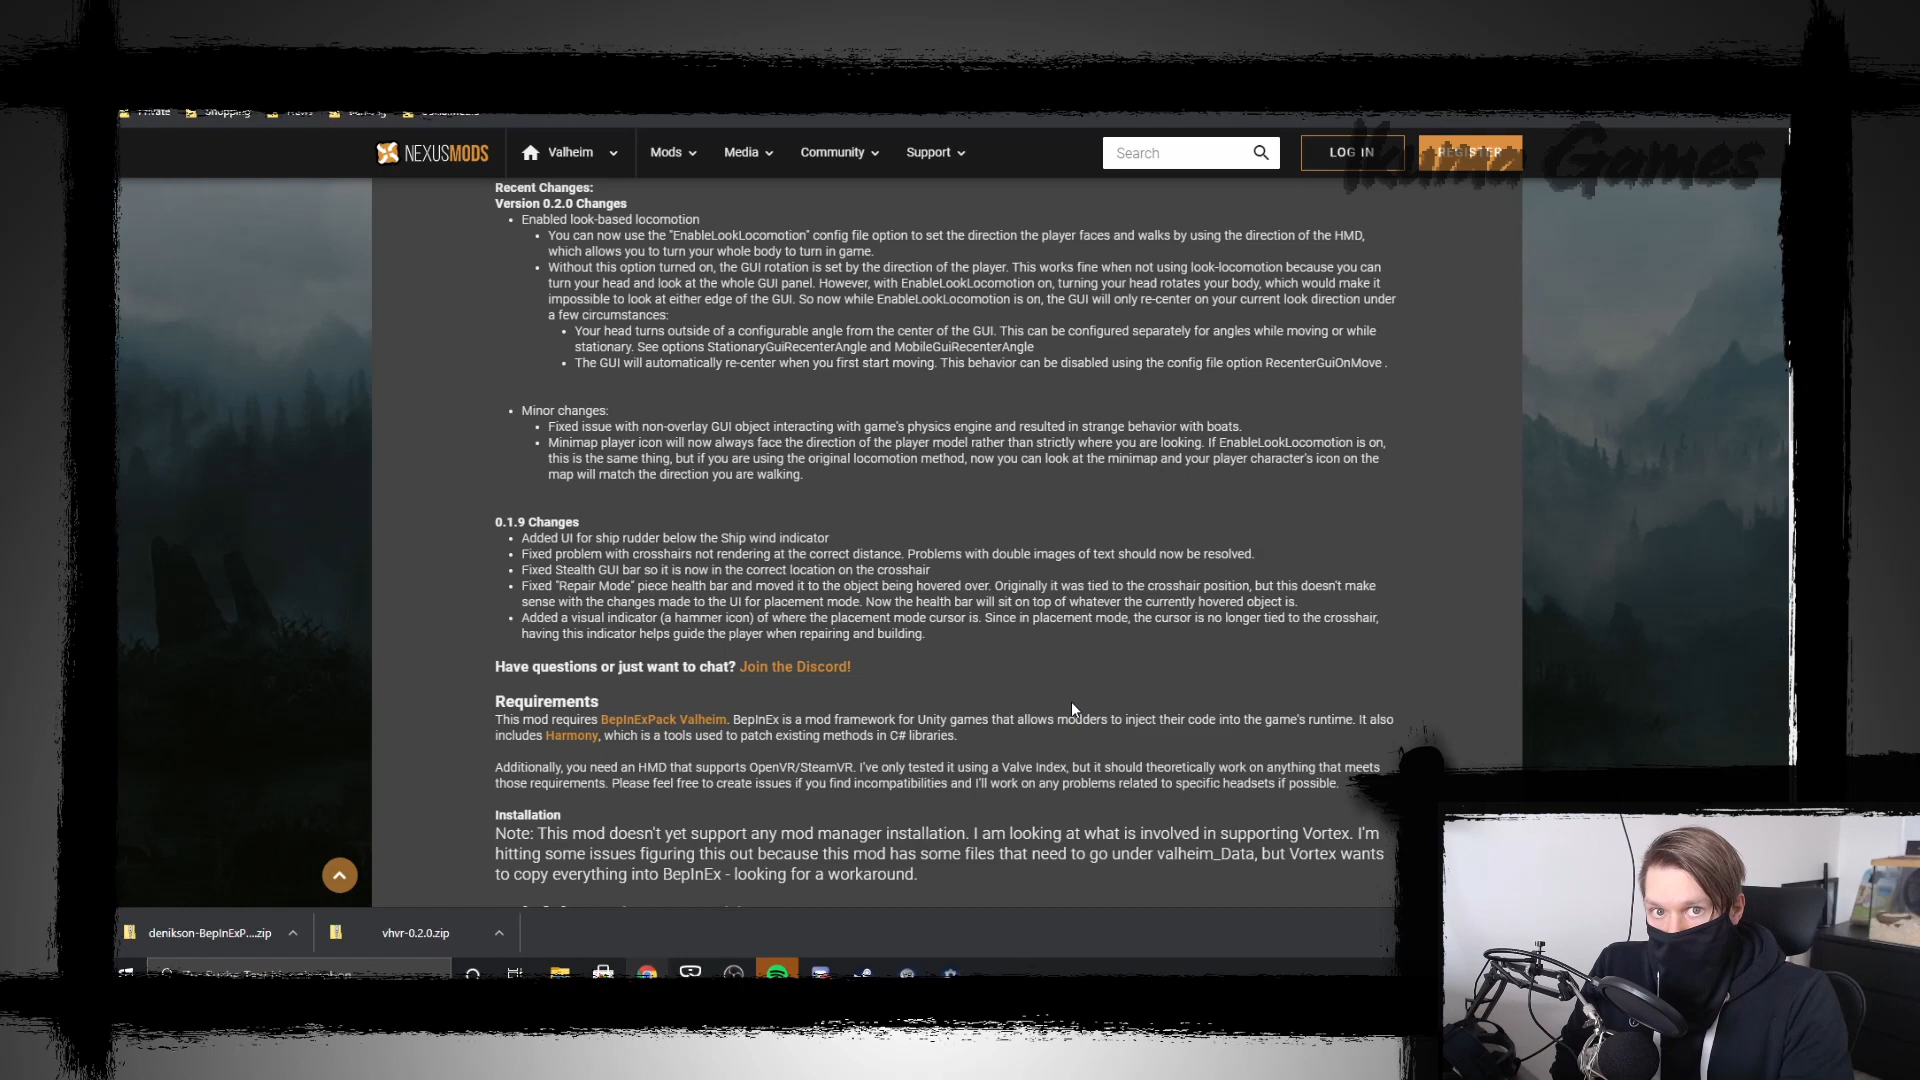 Private Shopping
NEXUSMODS Valheim Mods Media Community Support Search LOG IN REGISTER
Ikuma Games
Recent Changes:
Version 0.2.0 Changes
Enabled look-based locomotion
You can now use the "EnableLookLocomotion" config file option to set the direction the player faces and walks by using the direction of the HMD,
which allows you to turn your whole body to turn in game.
Without this option turned on, the GUI rotation is set by the direction of the player. This works fine when not using look-locomotion because you can
turn your head and look at the whole GUI panel. However, with EnableLookLocomotion on, turning your head rotates your body, which would make it
impossible to look at either edge of the GUI. So now while EnableLookLocomotion is on, the GUI will only re-center on your current look direction under
a few circumstances:
Your head turns outside of a configurable angle from the center of the GUI. This can be configured separately for angles while moving or while
stationary. See options StationaryGuiRecenterAngle and MobileGuiRecenterAngle
The GUI will automatically re-center when you first start moving. This behavior can be disabled using the config file option RecenterGuiOnMove .
Minor changes:
Fixed issue with non-overlay GUI object interacting with game's physics engine and resulted in strange behavior with boats.
Minimap player icon will now always face the direction of the player model rather than strictly where you are looking. If EnableLookLocomotion is on,
this is the same thing, but if you are using the original locomotion method, now you can look at the minimap and your player character's icon on the
map will match the direction you are walking.
0.1.9 Changes
Added UI for ship rudder below the Ship wind indicator
Fixed problem with crosshairs not rendering at the correct distance. Problems with double images of text should now be resolved.
Fixed Stealth GUI bar so it is now in the correct location on the crosshair
Fixed "Repair Mode" piece health bar and moved it to the object being hovered over. Originally it was tied to the crosshair position, but this doesn't make
sense with the changes made to the UI for placement mode. Now the health bar will sit on top of whatever the currently hovered object is.
Added a visual indicator (a hammer icon) of where the placement mode cursor is. Since in placement mode, the cursor is no longer tied to the crosshair,
having this indicator helps guide the player when repairing and building.
Have questions or just want to chat? Join the Discord!
Requirements
This mod requires BepInExPack Valheim. BepInEx is a mod framework for Unity games that allows modders to inject their code into the game's runtime. It also
includes Harmony, which is a tools used to patch existing methods in C# libraries.
Additionally, you need an HMD that supports OpenVR/SteamVR. I've only tested it using a Valve Index, but it should theoretically work on anything that meets
those requirements. Please feel free to create issues if you find incompatibilities and I'll work on any problems related to specific headsets if possible.
Installation
Note: This mod doesn't yet support any mod manager installation. I am looking at what is involved in supporting Vortex. I'm
hitting some issues figuring this out because this mod has some files that need to go under valheim_Data, but Vortex wants
to copy everything into BepInEx - looking for a workaround.
denikson-BepInExP....zip vhvr-0.2.0.zip